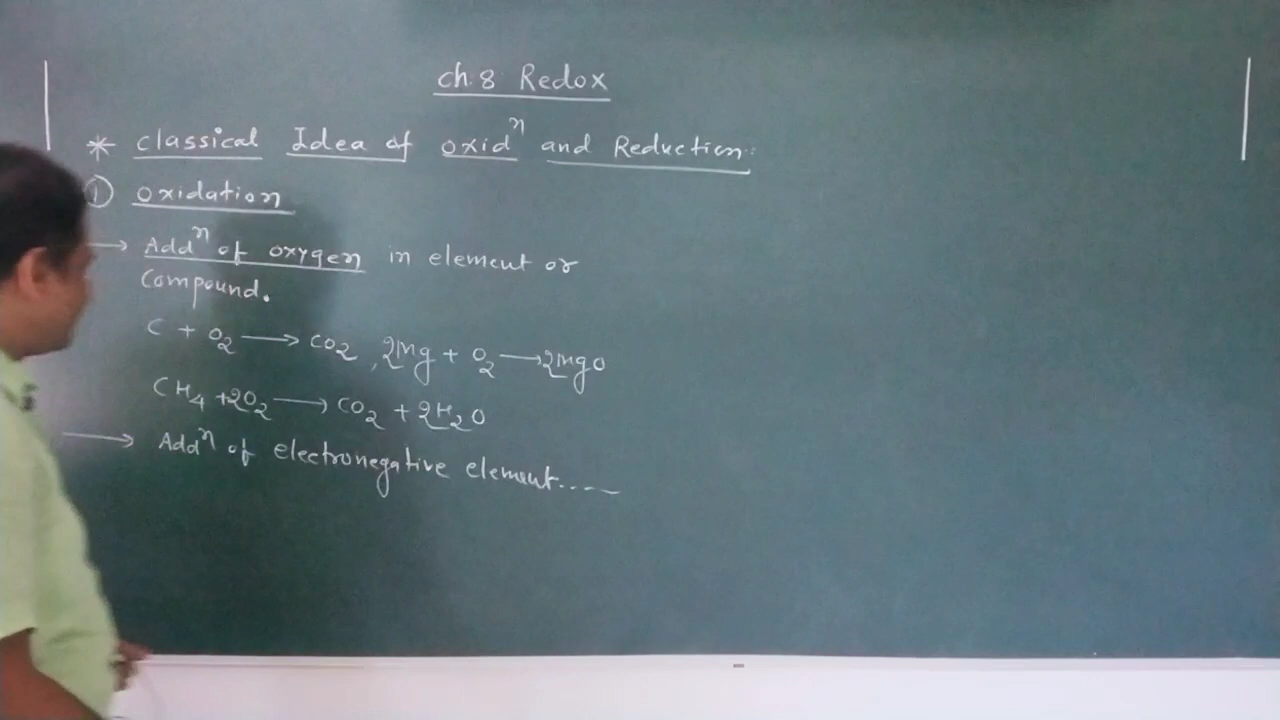 ch. 8 Redox
* classical Idea of oxidⁿ and Reduction:
① oxidation
→ Addⁿ of oxygen in element or
Compound.
C + O₂ → CO₂ , 2Mg + O₂ → 2MgO
CH₄ + 2O₂ → CO₂ + 2H₂O
→ Addⁿ of electronegative element....